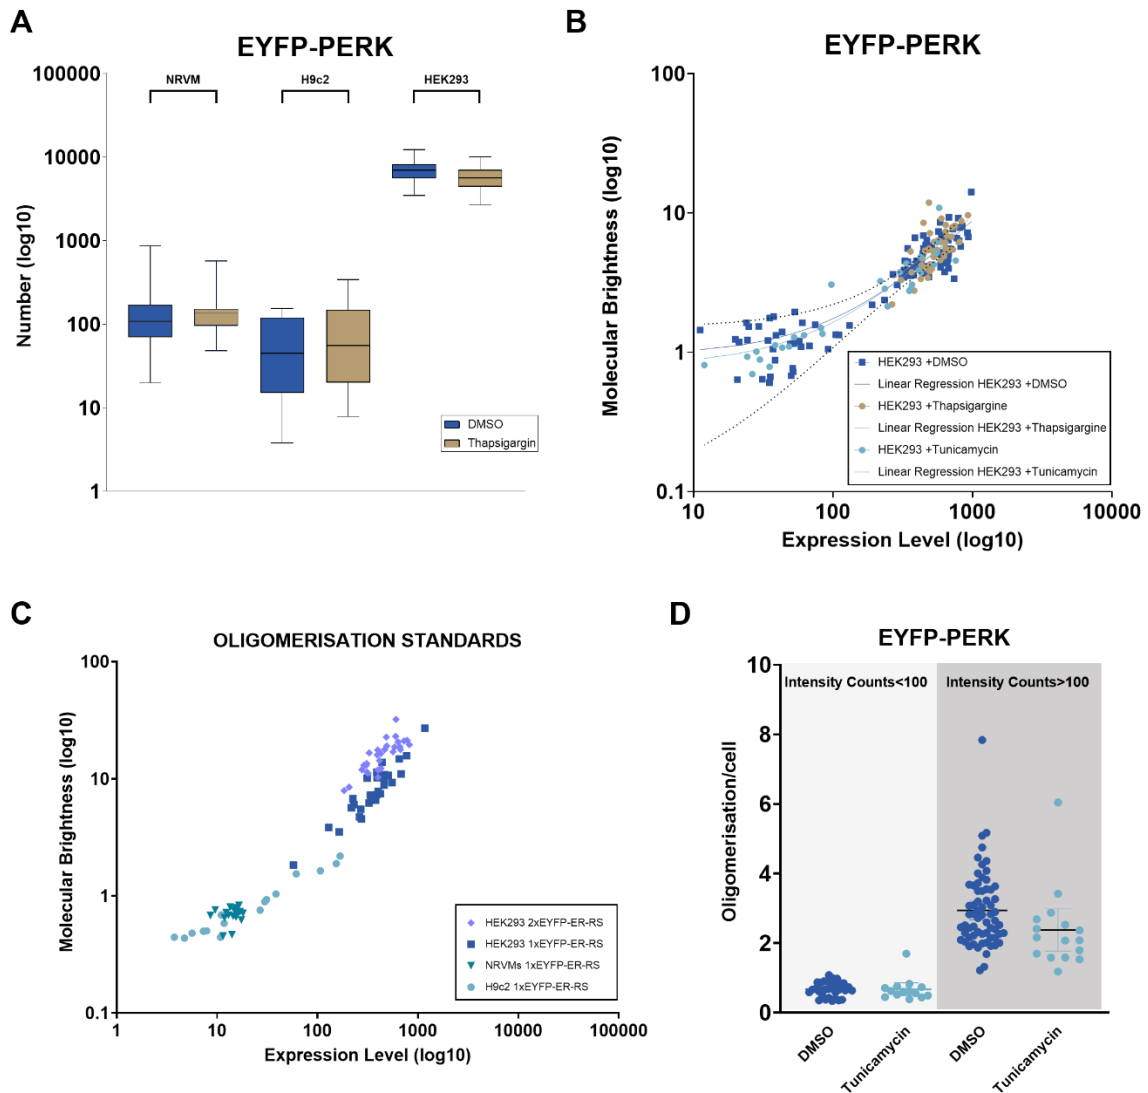 A
EYFP-PERK
NRVM
H9c2
HEK293
100000
10000
1000
100
10
1
Number (log10)
DMSO
Thapsigargin
B
EYFP-PERK
100
10
1
0.1
Molecular Brightness (log10)
HEK293 +DMSO
Linear Regression HEK293 +DMSO
HEK293 +Thapsigargine
Linear Regression HEK293 +Thapsigargine
HEK293 +Tunicamycin
Linear Regression HEK293 +Tunicamycin
10
100
1000
10000
Expression Level (log10)
C
OLIGOMERISATION STANDARDS
100
10
1
0.1
Molecular Brightness (log10)
HEK293 2xEYFP-ER-RS
HEK293 1xEYFP-ER-RS
NRVMs 1xEYFP-ER-RS
H9c2 1xEYFP-ER-RS
1
10
100
1000
10000
100000
Expression Level (log10)
D
EYFP-PERK
10
8
6
4
2
0
Oligomerisation/cell
Intensity Counts<100
Intensity Counts>100
DMSO
Tunicamycin
DMSO
Tunicamycin